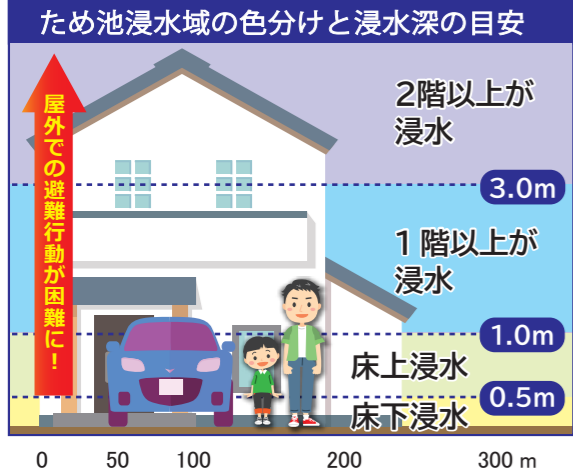 ため池浸水域の色分けと浸水深の目安
屋外での避難行動が困難に！
2階以上が
浸水
3.0m
1階以上が
浸水
1.0m
床上浸水
0.5m
床下浸水
0 50 100 200 300 m